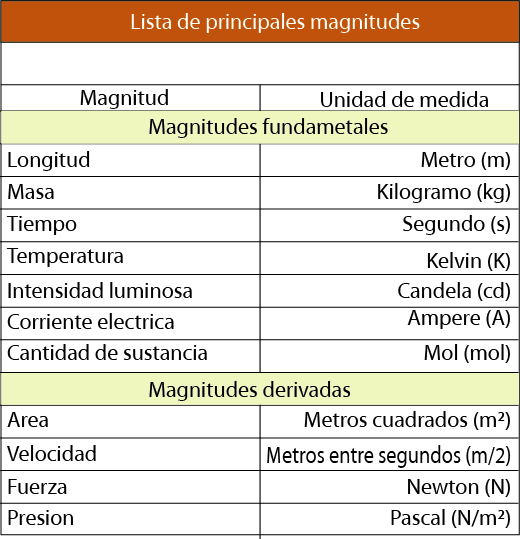 Lista de principales magnitudes
Magnitud Unidad de medida
Magnitudes fundametales
Longitud Metro (m)
Masa Kilogramo (kg)
Tiempo Segundo (s)
Temperatura Kelvin (K)
Intensidad luminosa Candela (cd)
Corriente electrica Ampere (A)
Cantidad de sustancia Mol (mol)
Magnitudes derivadas
Area Metros cuadrados (m²)
Velocidad Metros entre segundos (m/2)
Fuerza Newton (N)
Presion Pascal (N/m²)